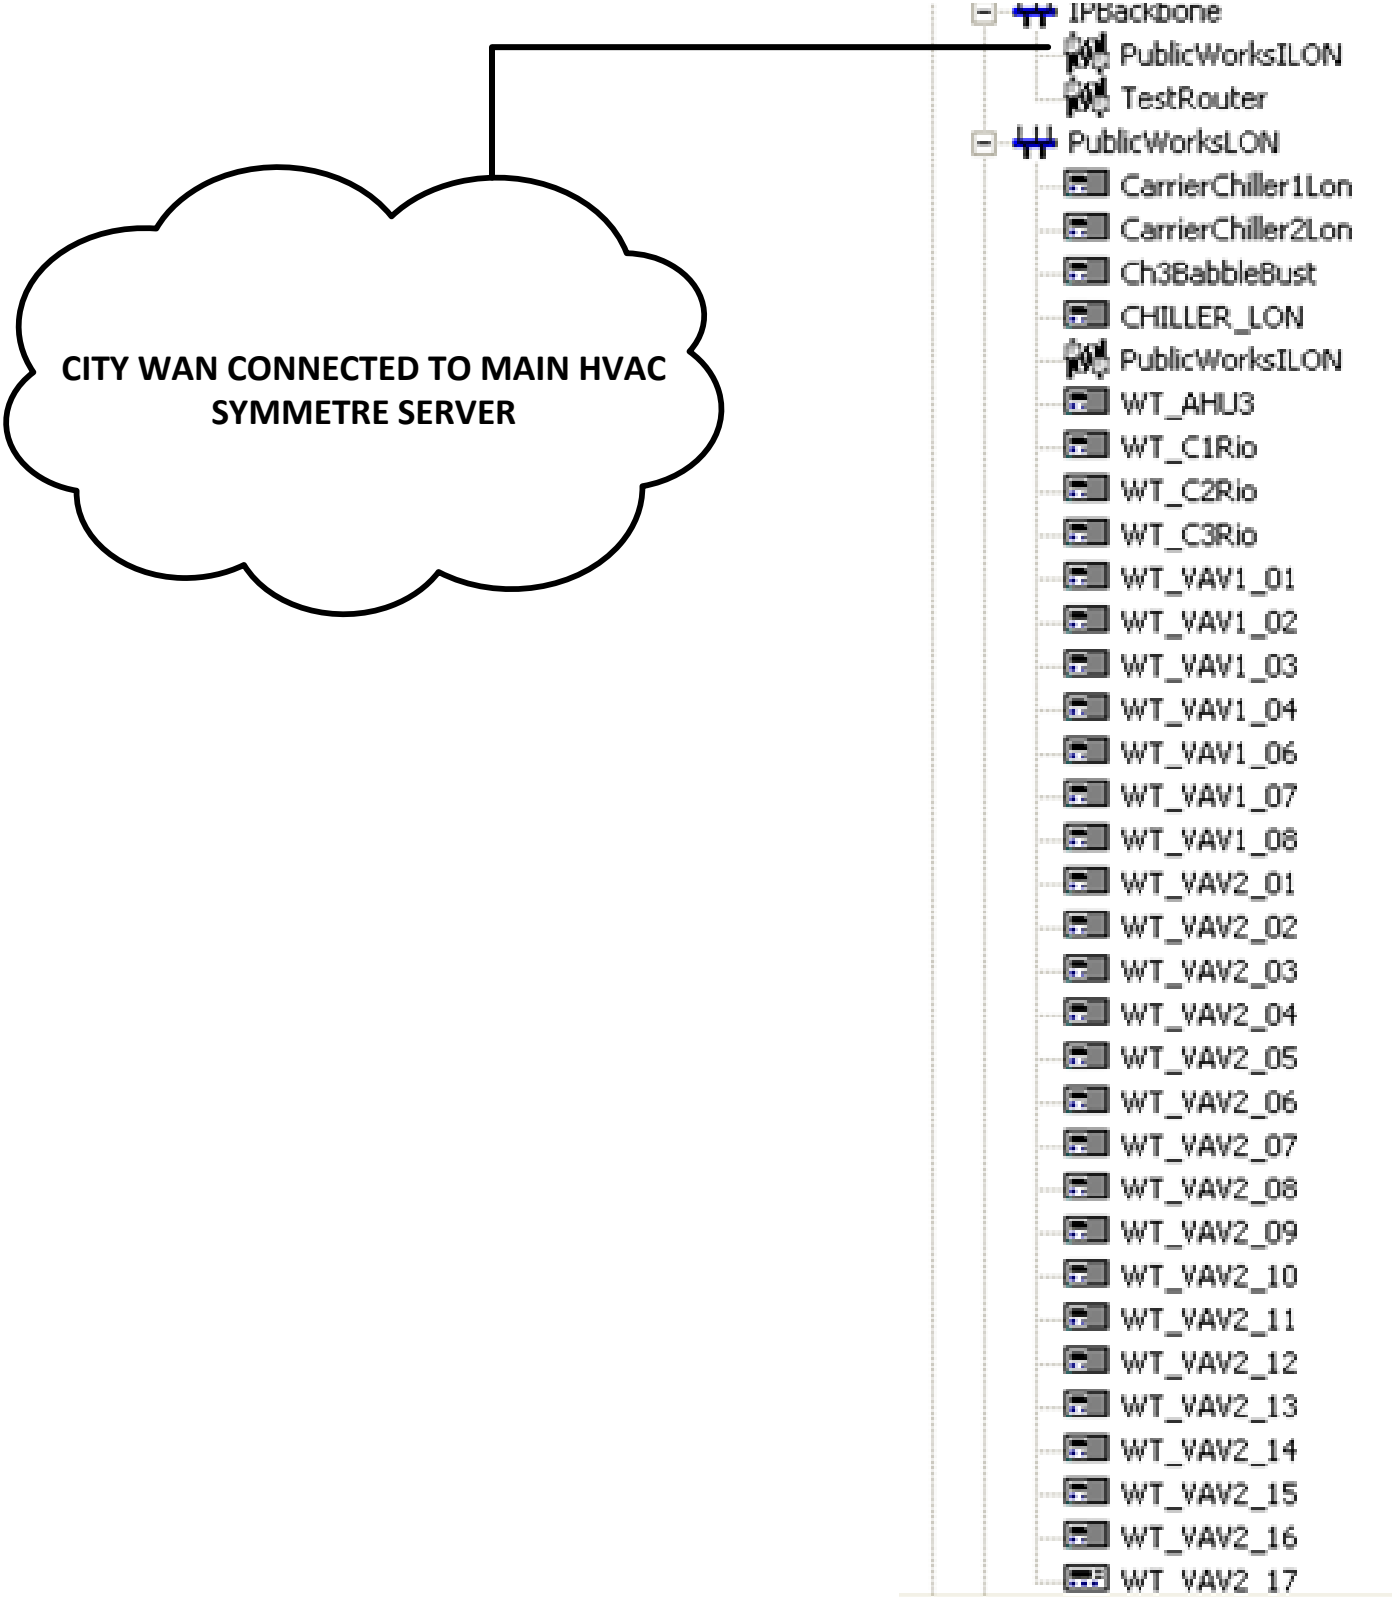 IPBackbone
PublicWorksILON
TestRouter
PublicWorksLON
CarrierChiller1Lon
CarrierChiller2Lon
Ch3BabbleBust
CHILLER_LON
PublicWorksILON
WT_AHU3
WT_C1Rio
WT_C2Rio
WT_C3Rio
WT_VAV1_01
WT_VAV1_02
WT_VAV1_03
WT_VAV1_04
WT_VAV1_06
WT_VAV1_07
WT_VAV1_08
WT_VAV2_01
WT_VAV2_02
WT_VAV2_03
WT_VAV2_04
WT_VAV2_05
WT_VAV2_06
WT_VAV2_07
WT_VAV2_08
WT_VAV2_09
WT_VAV2_10
WT_VAV2_11
WT_VAV2_12
WT_VAV2_13
WT_VAV2_14
WT_VAV2_15
WT_VAV2_16
WT_VAV2_17
CITY WAN CONNECTED TO MAIN HVAC
SYMMETRE SERVER